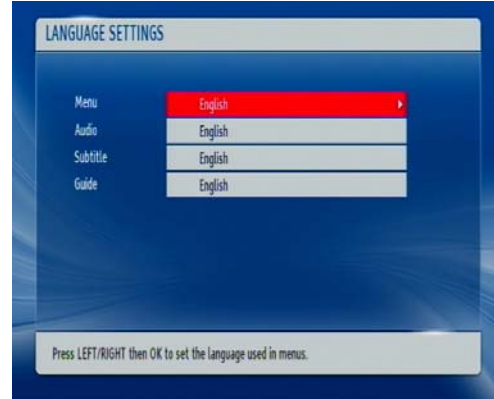 LANGUAGE SETTINGS
Menu English
Audio English
Subtitle English
Guide English
Press LEFT/RIGHT then OK to set the language used in menus.